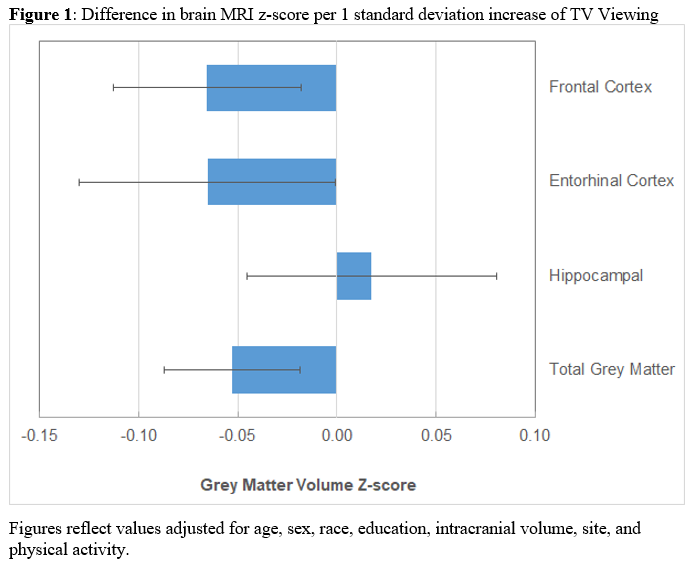 Figure 1: Difference in brain MRI z-score per 1 standard deviation increase of TV Viewing
Frontal Cortex
Entorhinal Cortex
Hippocampal
Total Grey Matter
-0.15 -0.10 -0.05 0.00 0.05 0.10
Grey Matter Volume Z-score
Figures reflect values adjusted for age, sex, race, education, intracranial volume, site, and
physical activity.